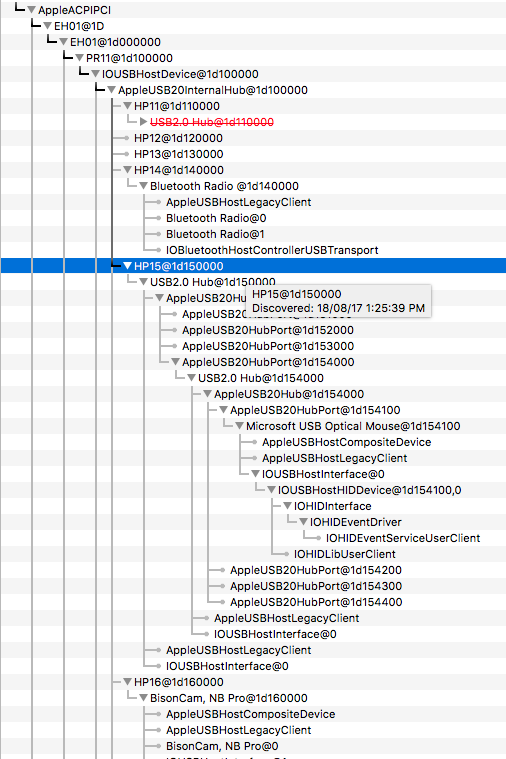 AppleACPIPCI
EH01@1D
EH01@1d000000
PR11@1d100000
IOUSBHostDevice@1d100000
AppleUSB20InternalHub@1d100000
HP11@1d110000
USB2.0 Hub@1d110000
HP12@1d120000
HP13@1d130000
HP14@1d140000
Bluetooth Radio @1d140000
AppleUSBHostLegacyClient
Bluetooth Radio@0
Bluetooth Radio@1
IOBluetoothHostControllerUSBTransport
HP15@1d150000
USB2.0 Hub@1d150000
HP15@1d150000
AppleUSB20Hu
Discovered: 18/08/17 1:25:39 PM
AppleUSB20HubPort@1d152000
AppleUSB20HubPort@1d153000
AppleUSB20HubPort@1d154000
USB2.0 Hub@1d154000
AppleUSB20Hub@1d154000
AppleUSB20HubPort@1d154100
Microsoft USB Optical Mouse@1d154100
AppleUSBHostCompositeDevice
AppleUSBHostLegacyClient
IOUSBHostInterface@0
IOUSBHostHIDDevice@1d154100,0
IOHIDInterface
IOHIDEventDriver
IOHIDEventServiceUserClient
IOHIDLibUserClient
AppleUSB20HubPort@1d154200
AppleUSB20HubPort@1d154300
AppleUSB20HubPort@1d154400
AppleUSBHostLegacyClient
IOUSBHostInterface@0
AppleUSBHostLegacyClient
IOUSBHostInterface@0
HP16@1d160000
BisonCam, NB Pro@1d160000
AppleUSBHostCompositeDevice
AppleUSBHostLegacyClient
BisonCam, NB Pro@0